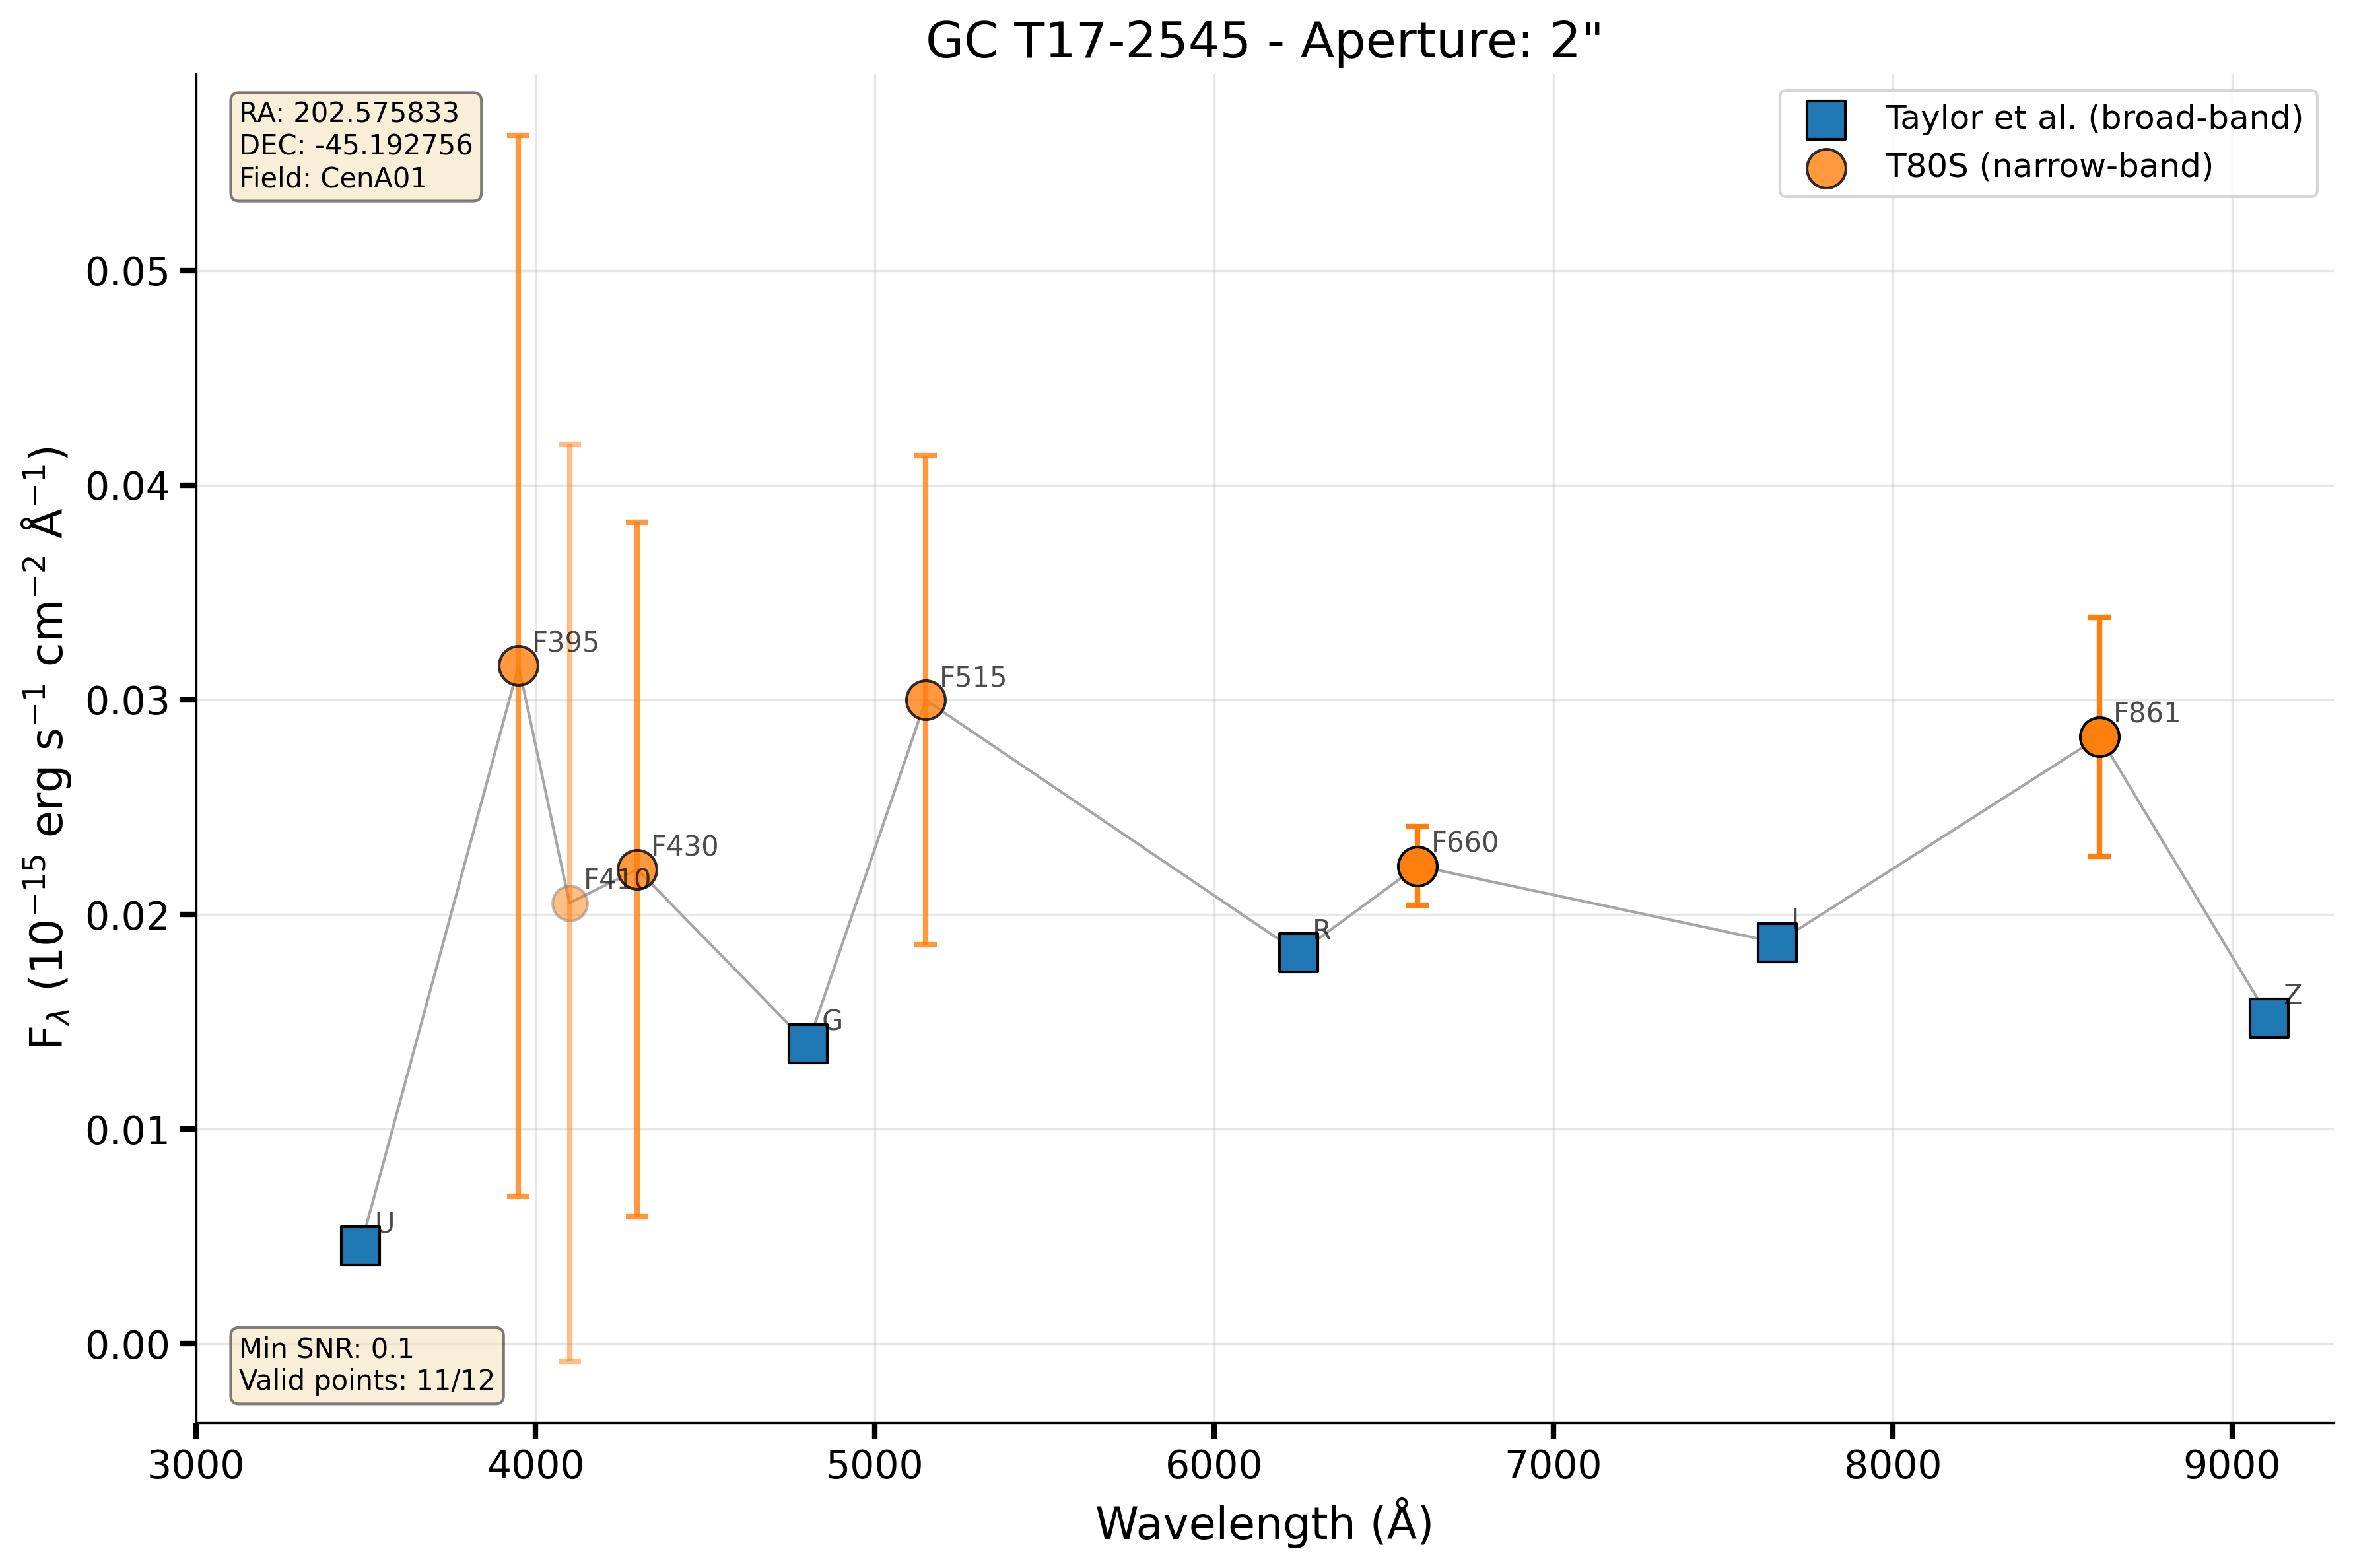 GC T17-2545 - Aperture: 2"
RA: 202.575833
DEC: -45.192756
Field: CenA01
Taylor et al. (broad-band)
T80S (narrow-band)
F_λ (10⁻¹⁵ erg s⁻¹ cm⁻² Å⁻¹)
0.05
0.04
0.03
0.02
0.01
0.00
U
F395
F410
F430
G
F515
R
F660
I
F861
Z
Min SNR: 0.1
Valid points: 11/12
3000 4000 5000 6000 7000 8000 9000
Wavelength (Å)